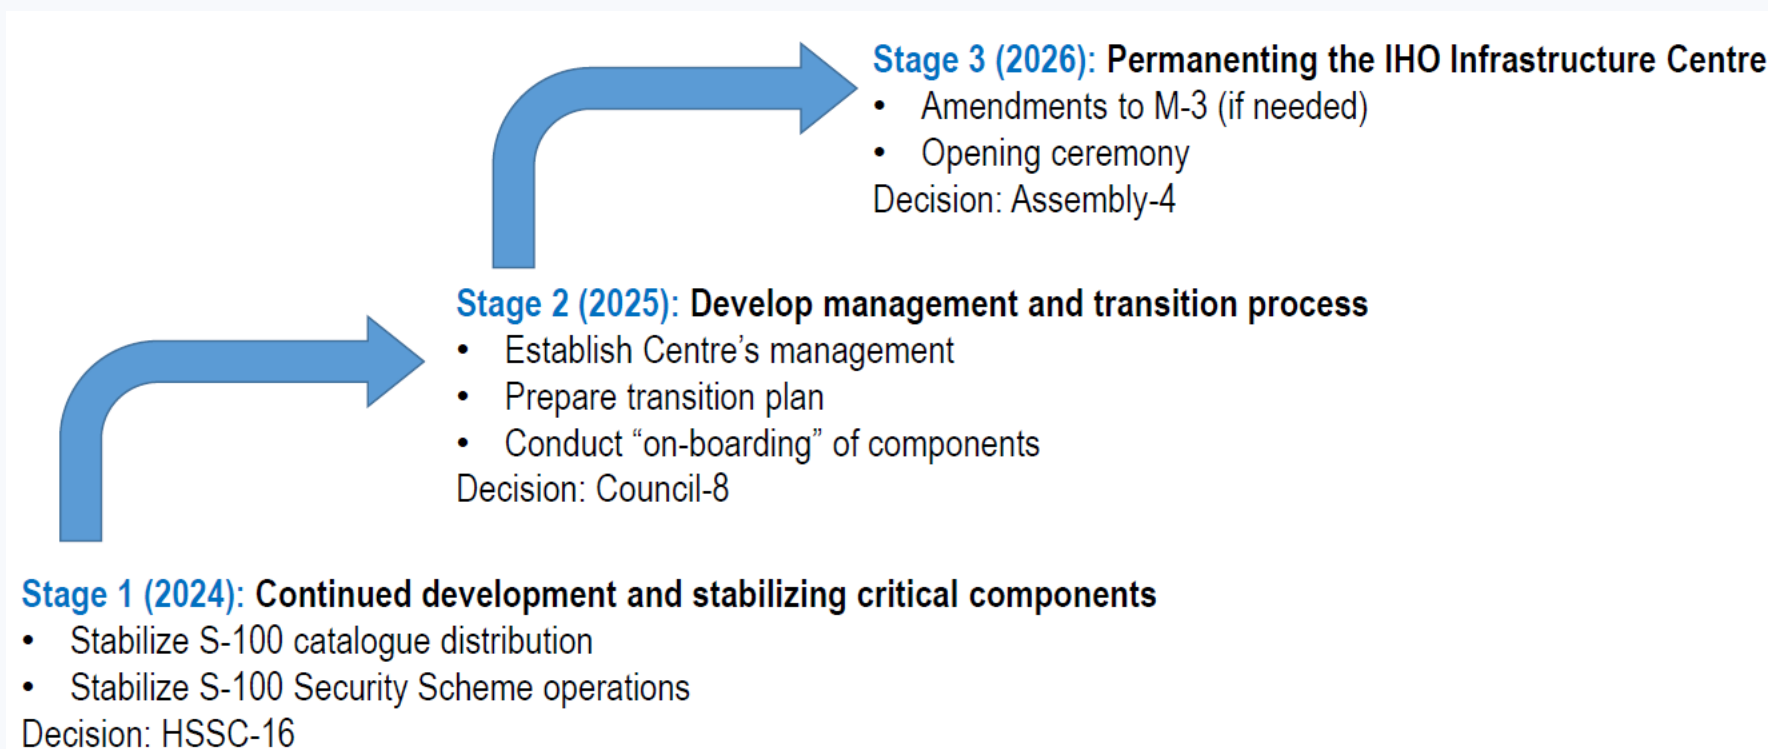 Stage 3 (2026): Permanenting the IHO Infrastructure Centre
• Amendments to M-3 (if needed)
• Opening ceremony
Decision: Assembly-4
Stage 2 (2025): Develop management and transition process
• Establish Centre’s management
• Prepare transition plan
• Conduct “on-boarding” of components
Decision: Council-8
Stage 1 (2024): Continued development and stabilizing critical components
• Stabilize S-100 catalogue distribution
• Stabilize S-100 Security Scheme operations
Decision: HSSC-16